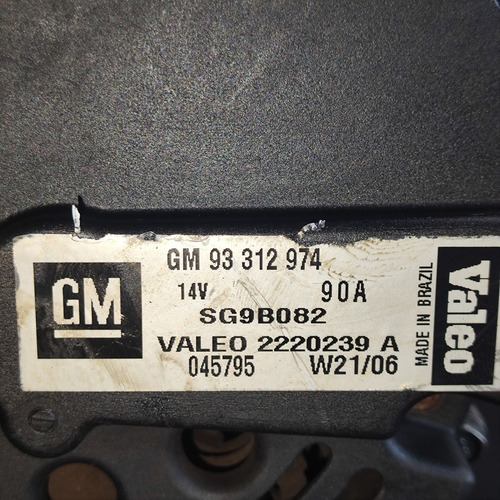 GM
GM 93 312 974
14V 90A
SG9B082
VALEO 2220239 A
045795 W21/06
MADE IN BRAZIL
Valeo